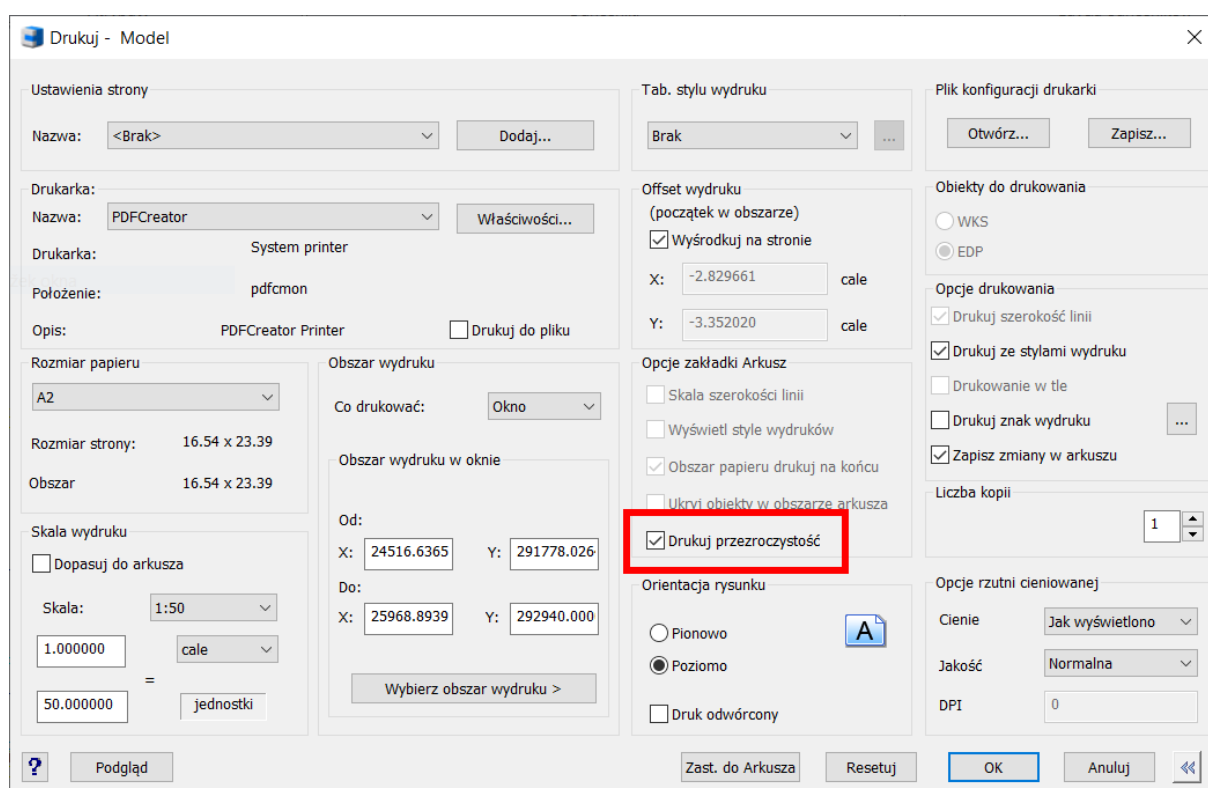 Drukuj - Model
Ustawienia strony
Nazwa: <Brak> Dodaj...
Tab. stylu wydruku
Brak ...
Plik konfiguracji drukarki
Otwórz... Zapisz...
Drukarka:
Nazwa: PDFCreator Właściwości...
Drukarka: System printer
Położenie: pdfcmon
Opis: PDFCreator Printer Drukuj do pliku
Offset wydruku
(początek w obszarze)
Wyśrodkuj na stronie
X: -2.829661 cale
Y: -3.352020 cale
Obiekty do drukowania
WKS
EDP
Opcje drukowania
Drukuj szerokość linii
Drukuj ze stylami wydruku
Drukowanie w tle
Drukuj znak wydruku ...
Zapisz zmiany w arkuszu
Rozmiar papieru
A2
Rozmiar strony: 16.54 x 23.39
Obszar 16.54 x 23.39
Obszar wydruku
Co drukować: Okno
Obszar wydruku w oknie
Od:
X: 24516.6365 Y: 291778.026
Do:
X: 25968.8939 Y: 292940.000
Wybierz obszar wydruku >
Opcje zakładki Arkusz
Skala szerokości linii
Wyświetl style wydruków
Obszar papieru drukuj na końcu
Ukryj obiekty w obszarze arkusza
Drukuj przezroczystość
Liczba kopii
1
Skala wydruku
Dopasuj do arkusza
Skala: 1:50
1.000000 cale
=
50.000000 jednostki
Orientacja rysunku
Pionowo
Poziomo
A
Druk odwórcony
Opcje rzutni cieniowanej
Cienie Jak wyświetlono
Jakość Normalna
DPI 0
? Podgląd Zast. do Arkusza Resetuj OK Anuluj